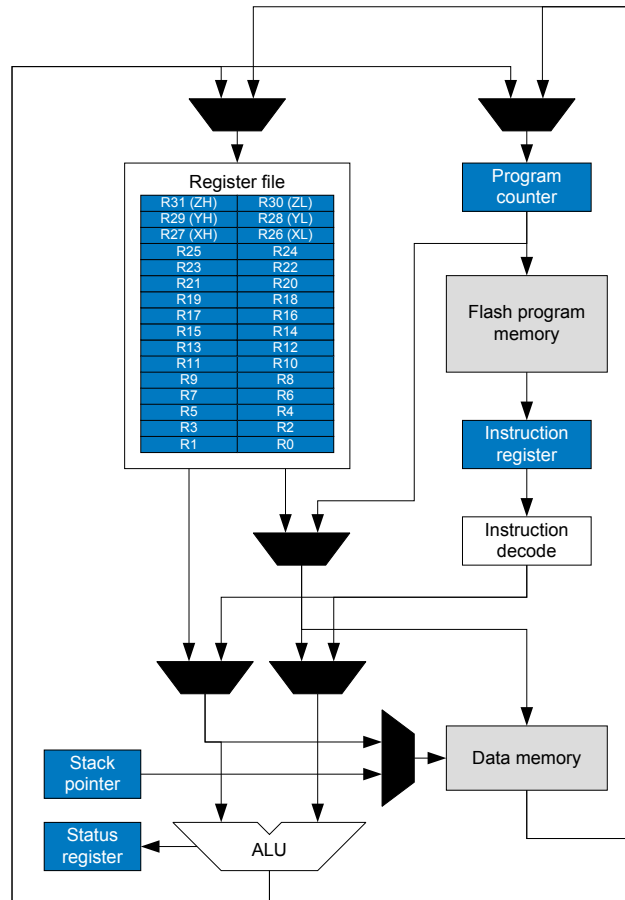 Register file
R31 (ZH) R30 (ZL)
R29 (YH) R28 (YL)
R27 (XH) R26 (XL)
R25 R24
R23 R22
R21 R20
R19 R18
R17 R16
R15 R14
R13 R12
R11 R10
R9 R8
R7 R6
R5 R4
R3 R2
R1 R0
Program
counter
Flash program
memory
Instruction
register
Instruction
decode
Stack
pointer
Data memory
Status
register
ALU